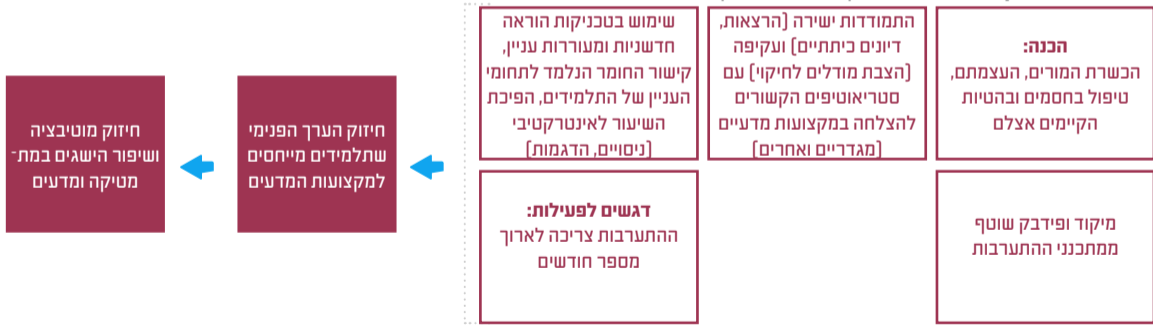 הכנה:
הכשרת המורים, העצמתם,
טיפול בחסמים ובהטיות
הקיימים אצלם
התמודדות ישירה (הרצאות,
דיונים כיתתיים) ועקיפה
(הצבת מודלים לחיקוי) עם
סטריאוטיפים הקשורים
להצלחה במקצועות מדעיים
(מגדריים ואחרים)
שימוש בטכניקות הוראה
חדשניות ומעוררות עניין,
קישור החומר הנלמד לתחומי
העניין של התלמידים, הפיכת
השיעור לאינטרקטיבי
(ניסויים, הדגמות)
מיקוד ופידבק שוטף
ממתכנני ההתערבות
דגשים לפעילות:
ההתערבות צריכה לארוך
מספר חודשים
חיזוק הערך הפנימי
שתלמידים מייחסים
למקצועות המדעים
חיזוק מוטיבציה
ושיפור הישגים במת-
מטיקה ומדעים